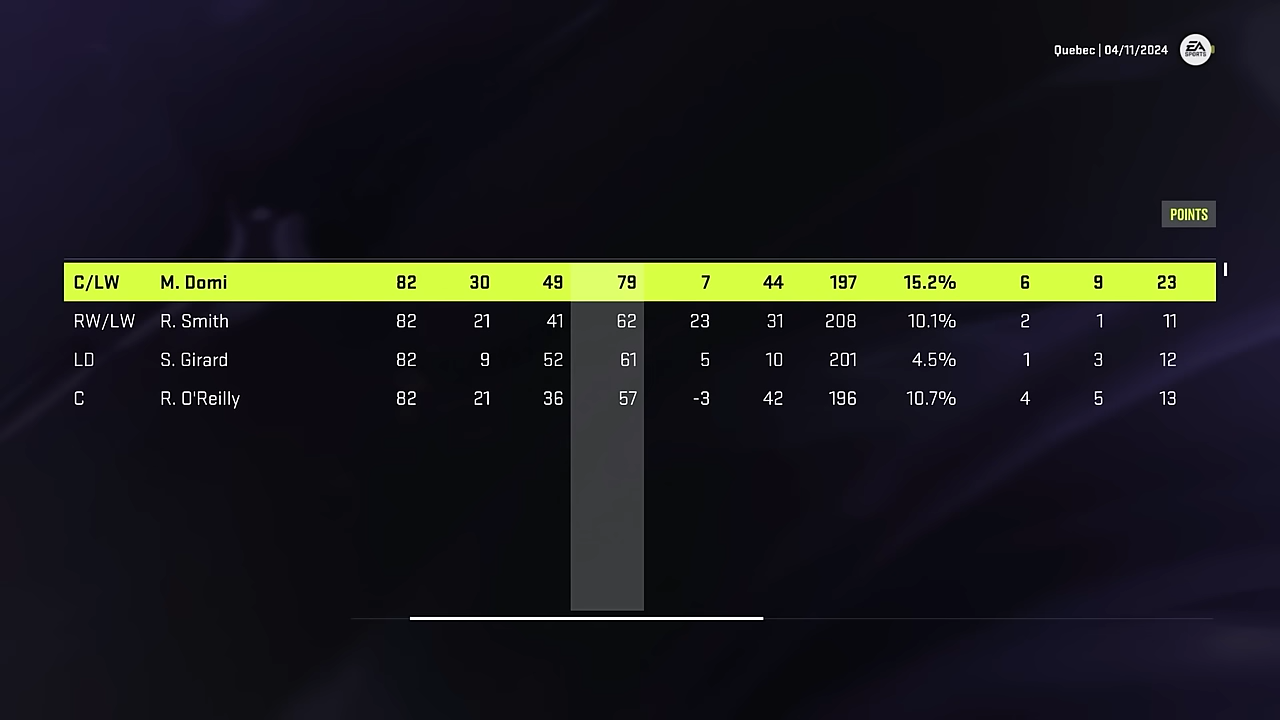 Quebec | 04/11/2024 EA SPORTS
POINTS
C/LW M. Domi 82 30 49 79 7 44 197 15.2% 6 9 23
RW/LW R. Smith 82 21 41 62 23 31 208 10.1% 2 1 11
LD S. Girard 82 9 52 61 5 10 201 4.5% 1 3 12
C R. O'Reilly 82 21 36 57 -3 42 196 10.7% 4 5 13